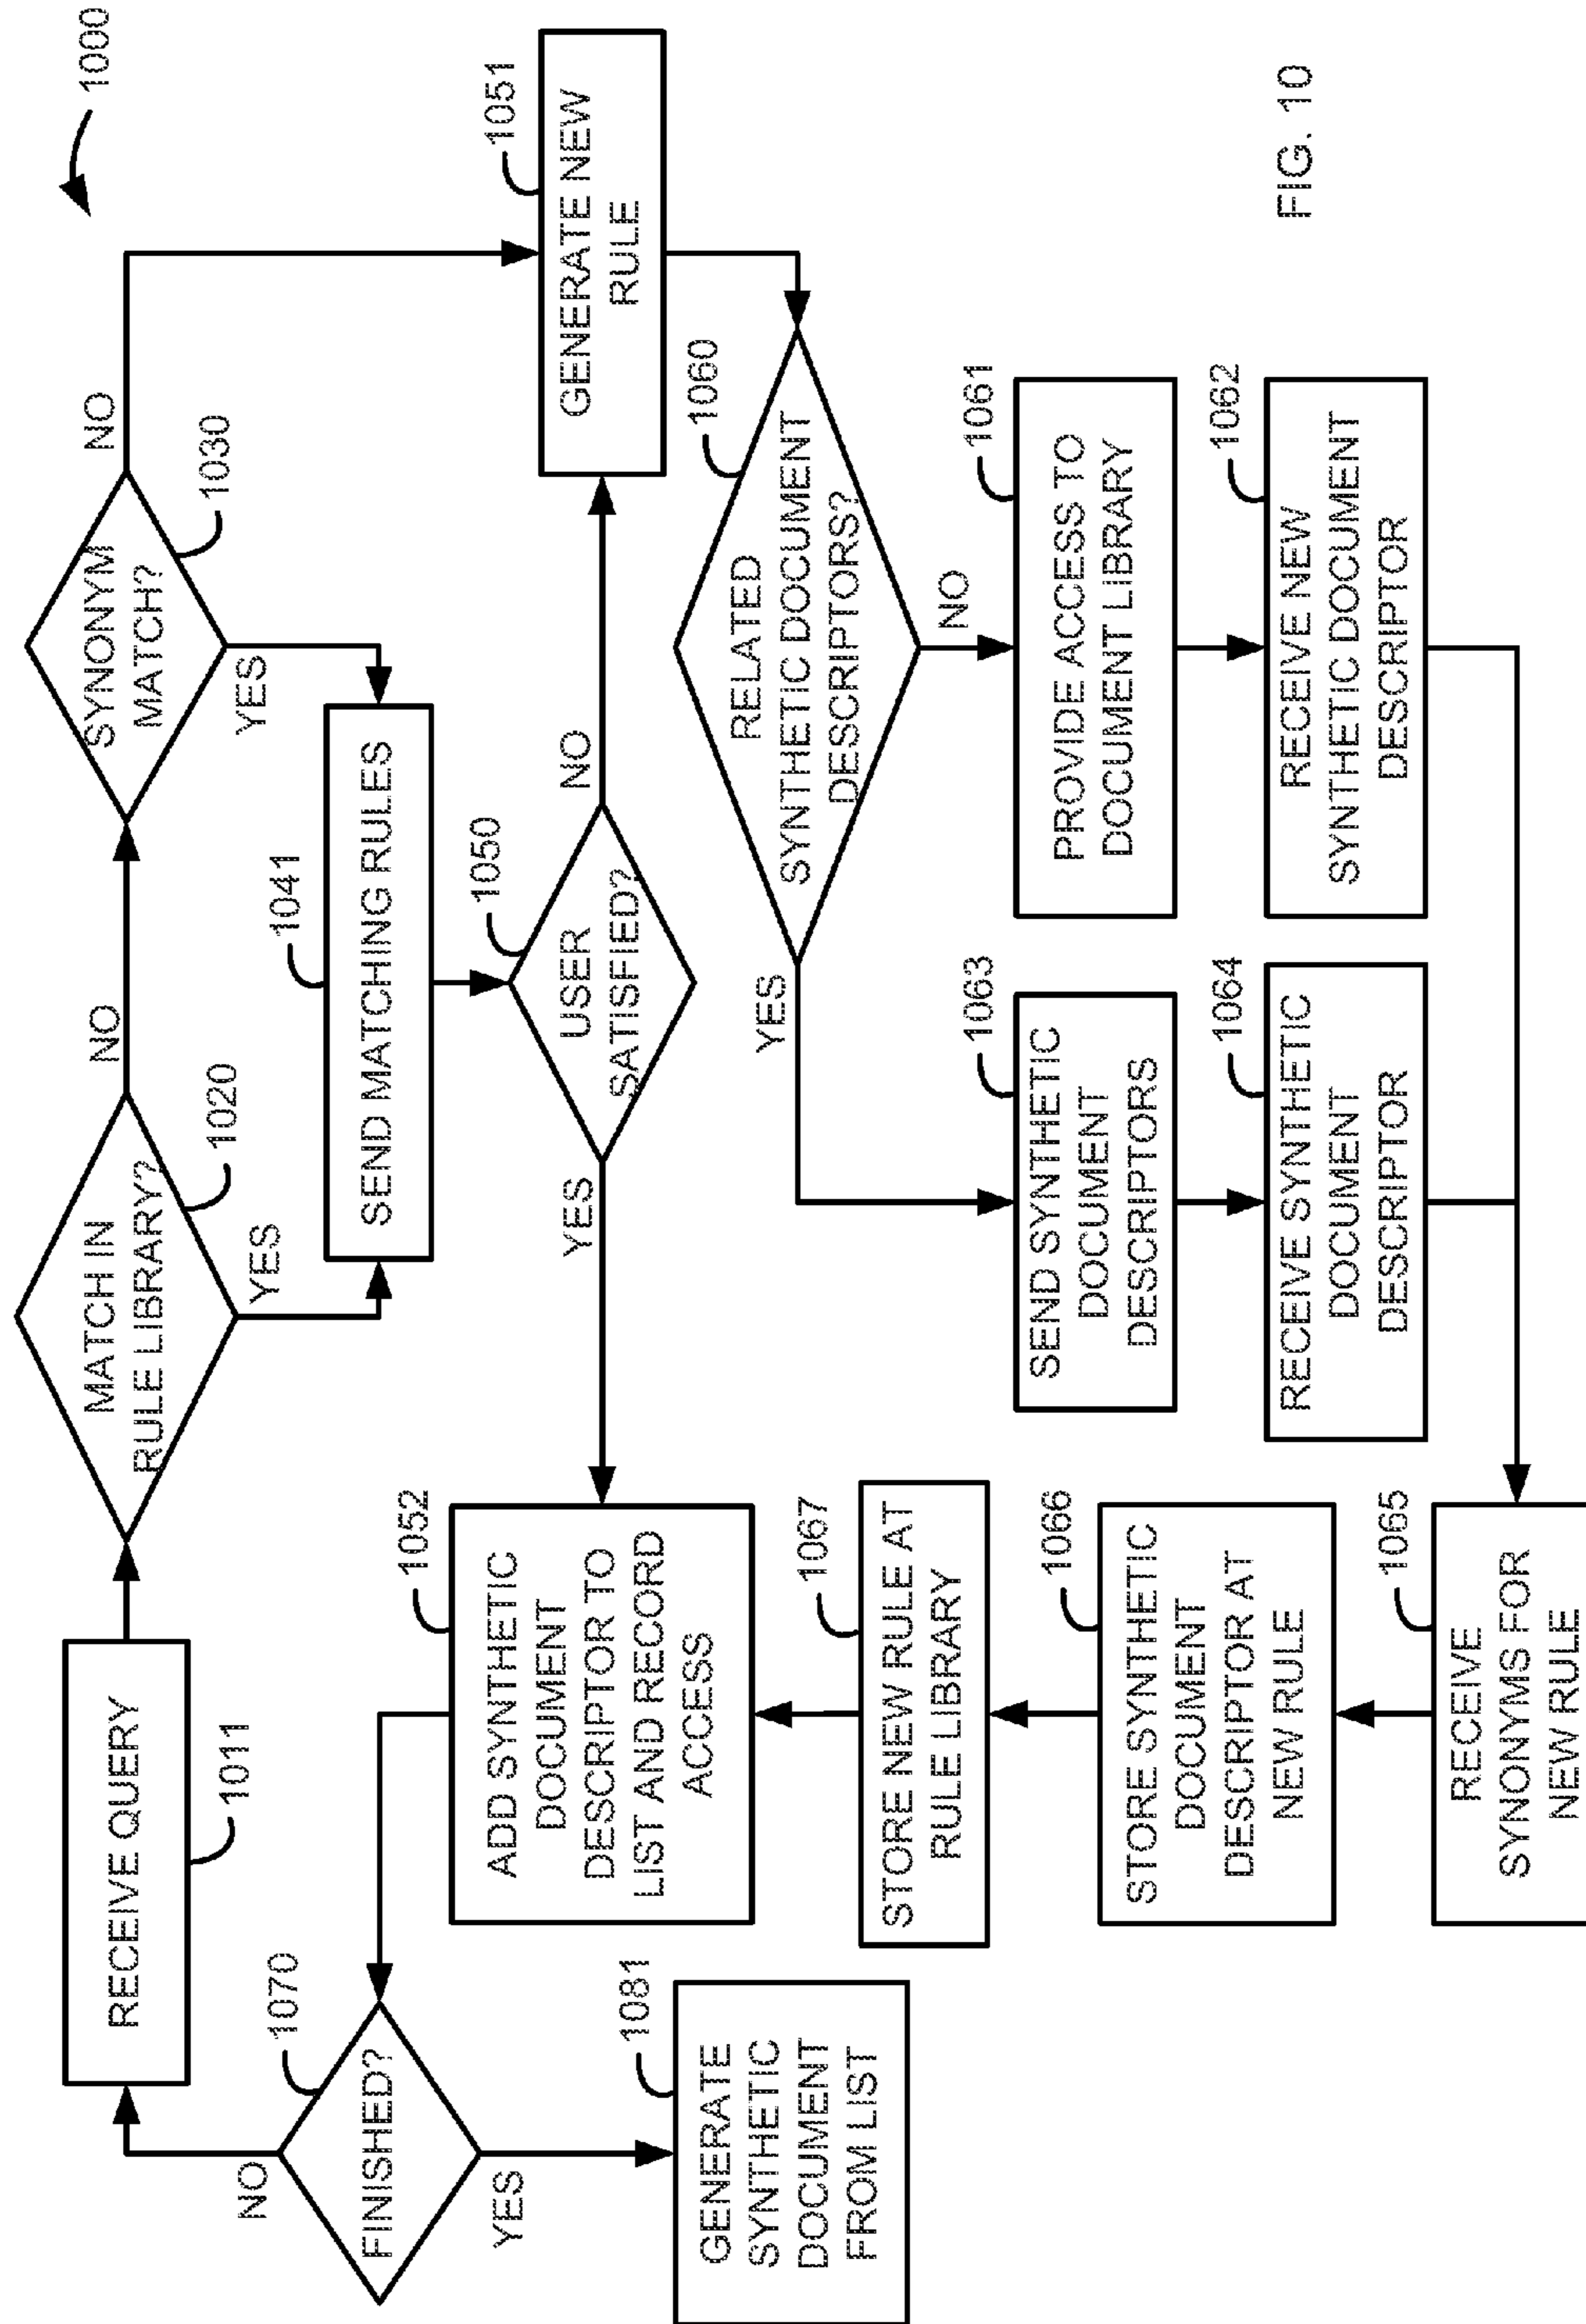 1000
RECEIVE QUERY
1011
MATCH IN
RULE LIBRARY?
1020
YES
NO
SYNONYM
MATCH?
1030
YES
NO
1041
SEND MATCHING RULES
1050
USER
SATISFIED?
YES
NO
1051
GENERATE NEW
RULE
1052
ADD SYNTHETIC
DOCUMENT
DESCRIPTOR TO
LIST AND RECORD
ACCESS
1060
RELATED
SYNTHETIC DOCUMENT
DESCRIPTORS?
YES
NO
1061
PROVIDE ACCESS TO
DOCUMENT LIBRARY
1062
RECEIVE NEW
SYNTHETIC DOCUMENT
DESCRIPTOR
1063
SEND SYNTHETIC
DOCUMENT
DESCRIPTORS
1064
RECEIVE SYNTHETIC
DOCUMENT
DESCRIPTOR
1065
RECEIVE
SYNONYMS FOR
NEW RULE
1066
STORE SYNTHETIC
DOCUMENT
DESCRIPTOR AT
NEW RULE
1067
STORE NEW RULE AT
RULE LIBRARY
1070
FINISHED?
NO
YES
1081
GENERATE
SYNTHETIC
DOCUMENT
FROM LIST
FIG. 10